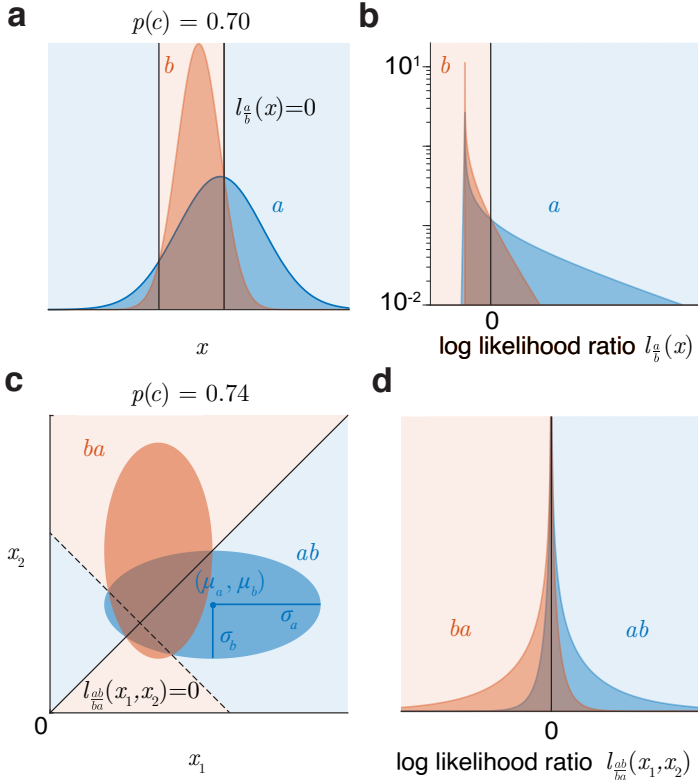 a
p(c) = 0.70
b
l_{a/b}(x)=0
a
x
b
10^1
b
a
10^-2
0
log likelihood ratio l_{a/b}(x)
c
p(c) = 0.74
ba
x_2
ab
(μ_a, μ_b)
σ_a
σ_b
l_{ab/ba}(x_1,x_2)=0
0
x_1
d
ba
ab
0
log likelihood ratio l_{ab/ba}(x_1,x_2)